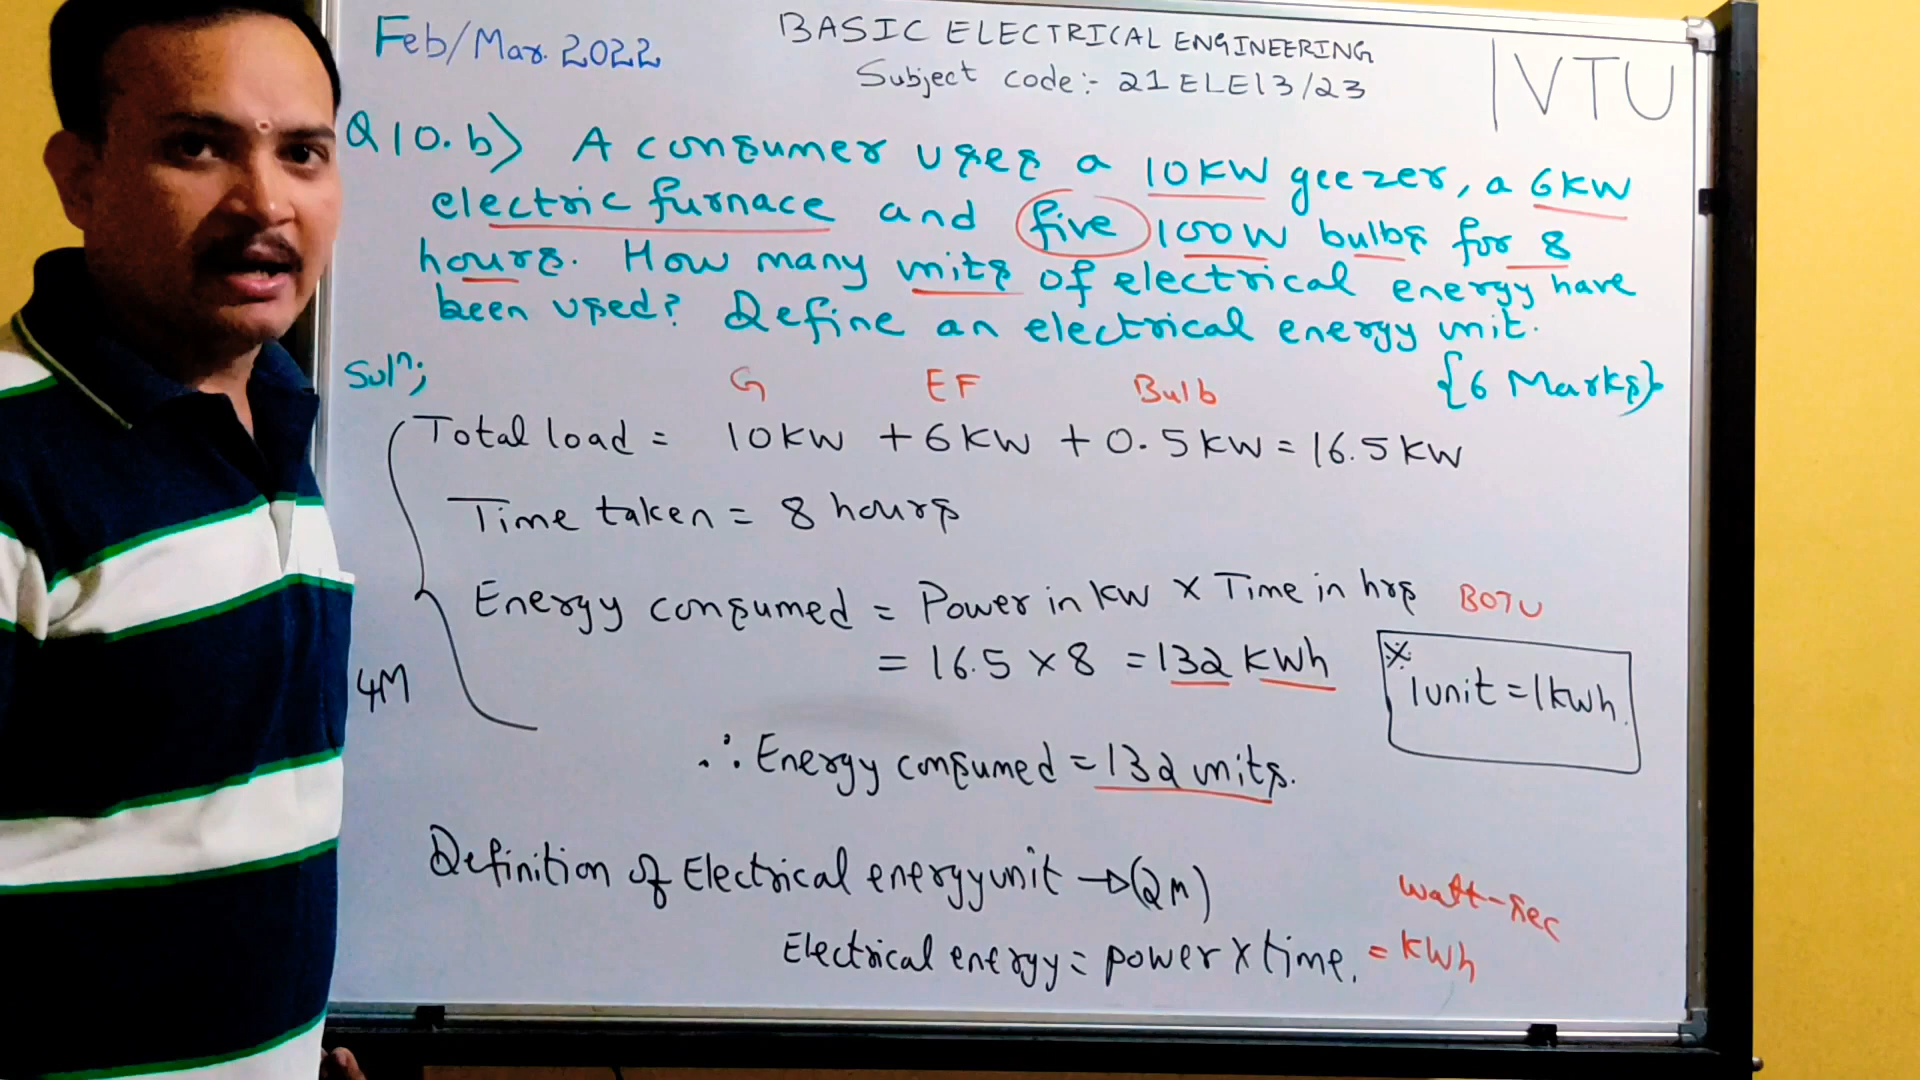 Feb/Mar. 2022
BASIC ELECTRICAL ENGINEERING
Subject code:- 21ELE13/23
VTU
Q10.b) A consumer uses a 10KW geezer, a 6KW
electric furnace and five 100W bulbs for 8
hours. How many units of electrical energy have
been used? Define an electrical energy unit.
{6 Marks}
Solⁿ;
G EF Bulb
Total load = 10KW + 6KW + 0.5KW = 16.5KW
Time taken = 8 hours
Energy consumed = Power in kW x Time in hrs
BOTU
= 16.5 x 8 = 132 KWh
1unit = 1kWh.
4M
∴ Energy consumed = 132 units.
Definition of Electrical energy unit → (2M)
watt-sec
Electrical energy = power x time. = KWh